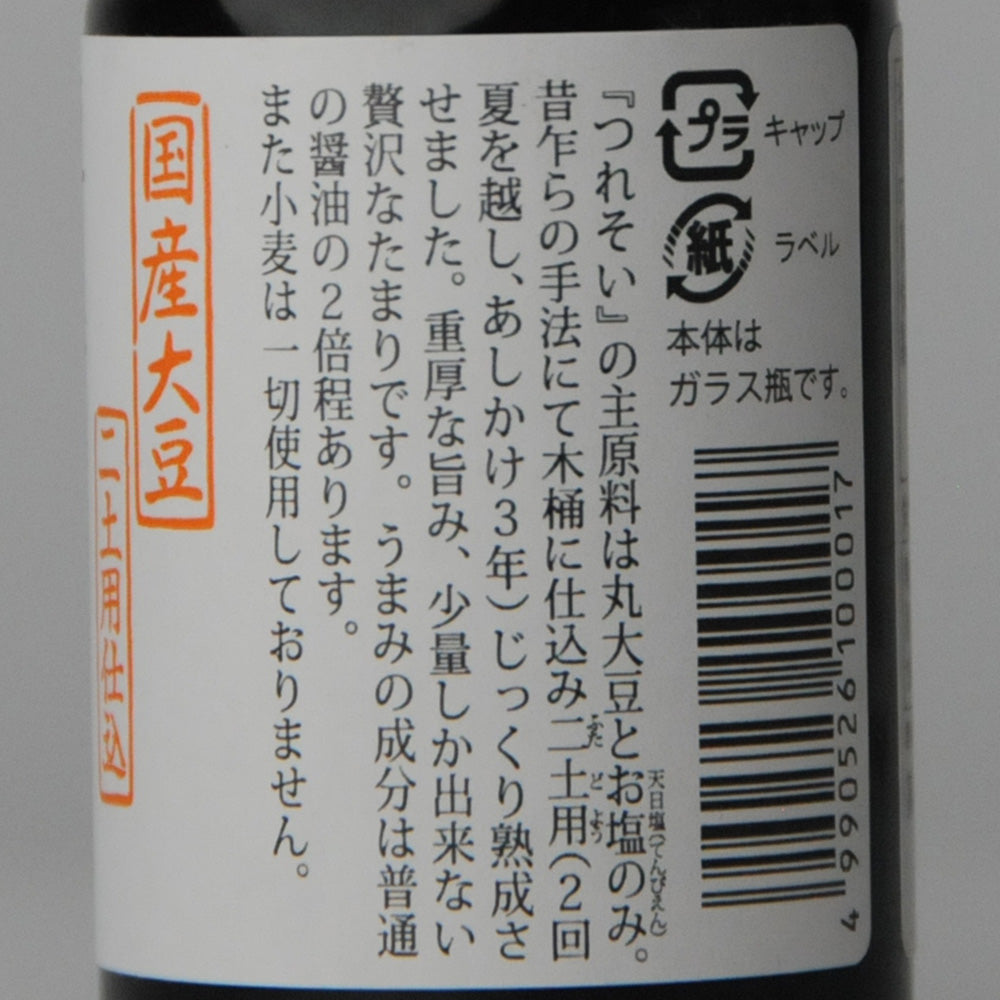 プラ キャップ
紙 ラベル
本体は
ガラス瓶です。
4 990526 100017
『つれそい』の主原料は丸大豆とお塩のみ。
天日塩(てんぴえん)
昔乍らの手法にて木桶に仕込み二土用(2回
ふた ど よう
夏を越し、あしかけ3年)じっくり熟成さ
せました。重厚な旨み、少量しか出来ない
贅沢なたまりです。うまみの成分は普通
の醤油の2倍程あります。
また小麦は一切使用しておりません。
国産大豆
二土用仕込